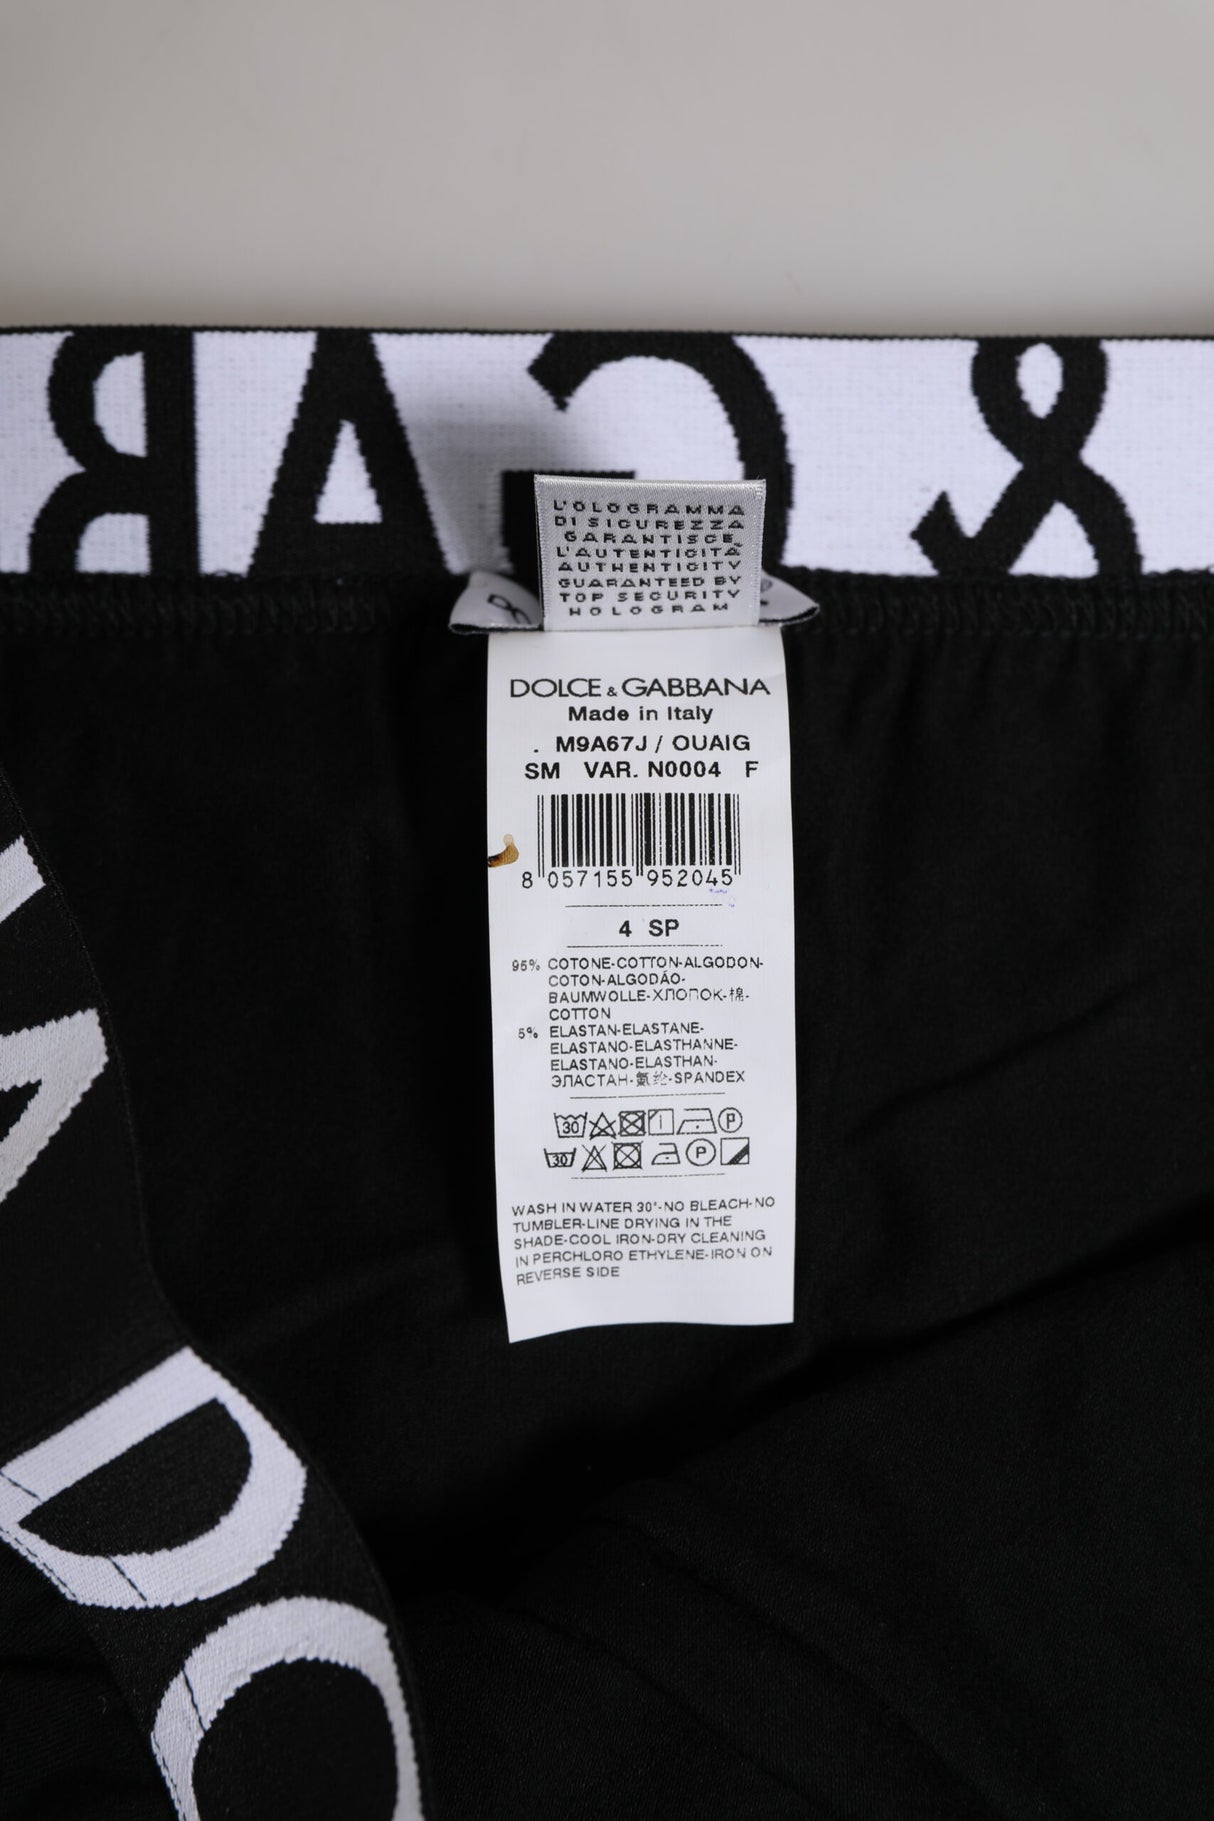 L'OLOGRAMMA
DI SICUREZZA
GARANTISCE
L'AUTENTICITÀ
AUTHENTICITY
GUARANTEED BY
TOP SECURITY
HOLOGRAM
DOLCE & GABBANA
Made in Italy
. M9A67J / OUAIG
SM VAR. N0004 F
8 057155 952045
4 SP
95% COTONE-COTTON-ALGODON-
COTON-ALGODÃO-
BAUMWOLLE-ХЛОПОК-棉-
COTTON
5% ELASTAN-ELASTANE-
ELASTANO-ELASTHANNE-
ELASTANO-ELASTHAN-
ЭЛАСТАН-氨纶-SPANDEX
30 P
30 P
WASH IN WATER 30°-NO BLEACH-NO
TUMBLER-LINE DRYING IN THE
SHADE-COOL IRON-DRY CLEANING
IN PERCHLORO ETHYLENE-IRON ON
REVERSE SIDE